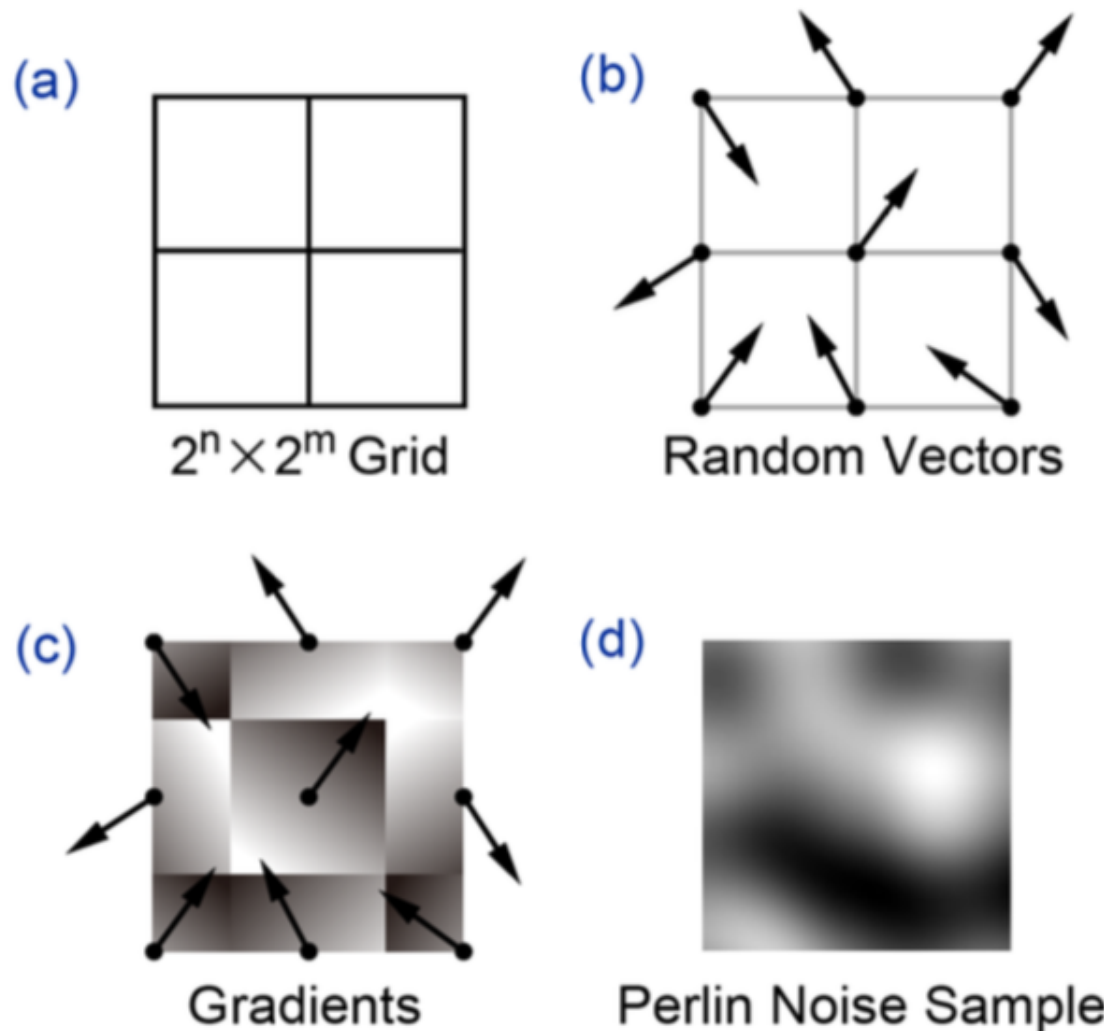 (a)
2ⁿ×2ᵐ Grid
(b)
Random Vectors
(c)
Gradients
(d)
Perlin Noise Sample